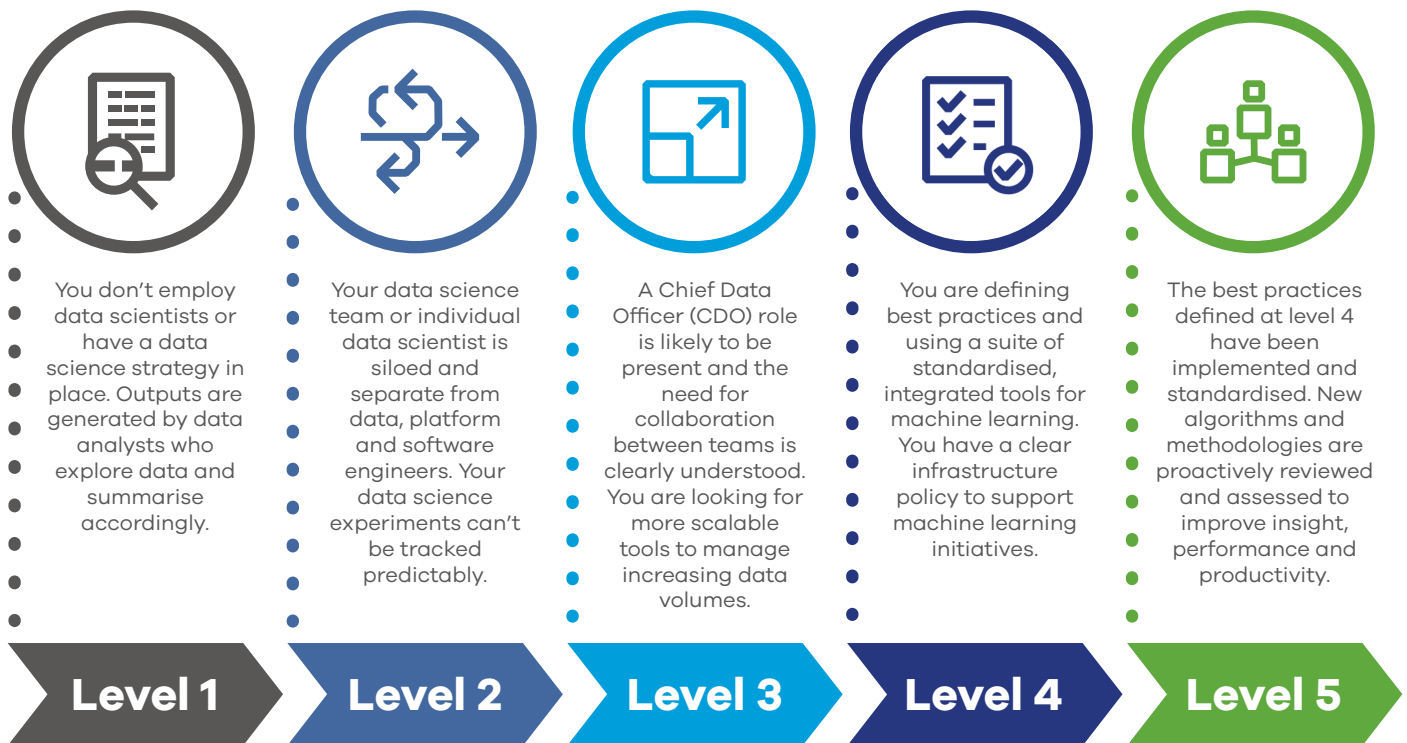 You don’t employ
data scientists or
have a data
science strategy in
place. Outputs are
generated by data
analysts who
explore data and
summarise
accordingly.
Level 1
Your data science
team or individual
data scientist is
siloed and
separate from
data, platform
and software
engineers. Your
data science
experiments can’t
be tracked
predictably.
Level 2
A Chief Data
Officer (CDO) role
is likely to be
present and the
need for
collaboration
between teams is
clearly understood.
You are looking for
more scalable
tools to manage
increasing data
volumes.
Level 3
You are defining
best practices and
using a suite of
standardised,
integrated tools for
machine learning.
You have a clear
infrastructure
policy to support
machine learning
initiatives.
Level 4
The best practices
defined at level 4
have been
implemented and
standardised. New
algorithms and
methodologies are
proactively reviewed
and assessed to
improve insight,
performance and
productivity.
Level 5